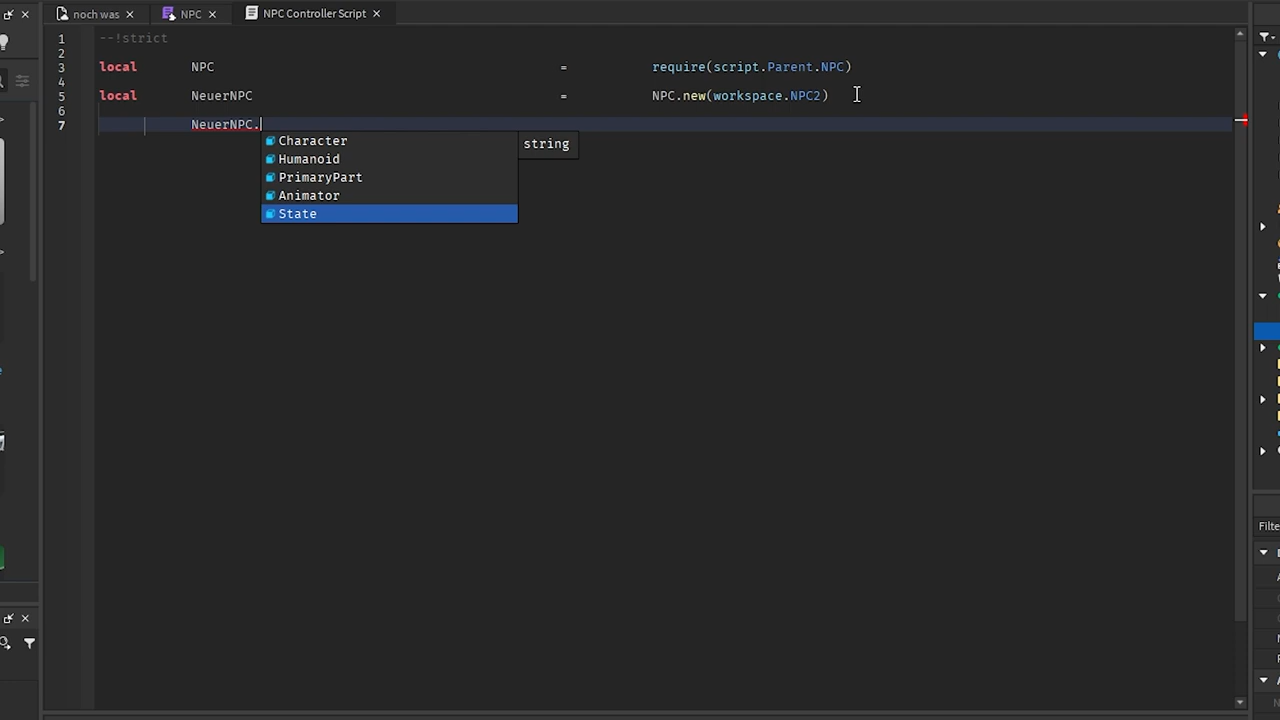 noch was
NPC
NPC Controller Script
1 --!strict
2
3 local NPC = require(script.Parent.NPC)
4
5 local NeuerNPC = NPC.new(workspace.NPC2)
6
7 NeuerNPC.
Character
string
Humanoid
PrimaryPart
Animator
State
Filte